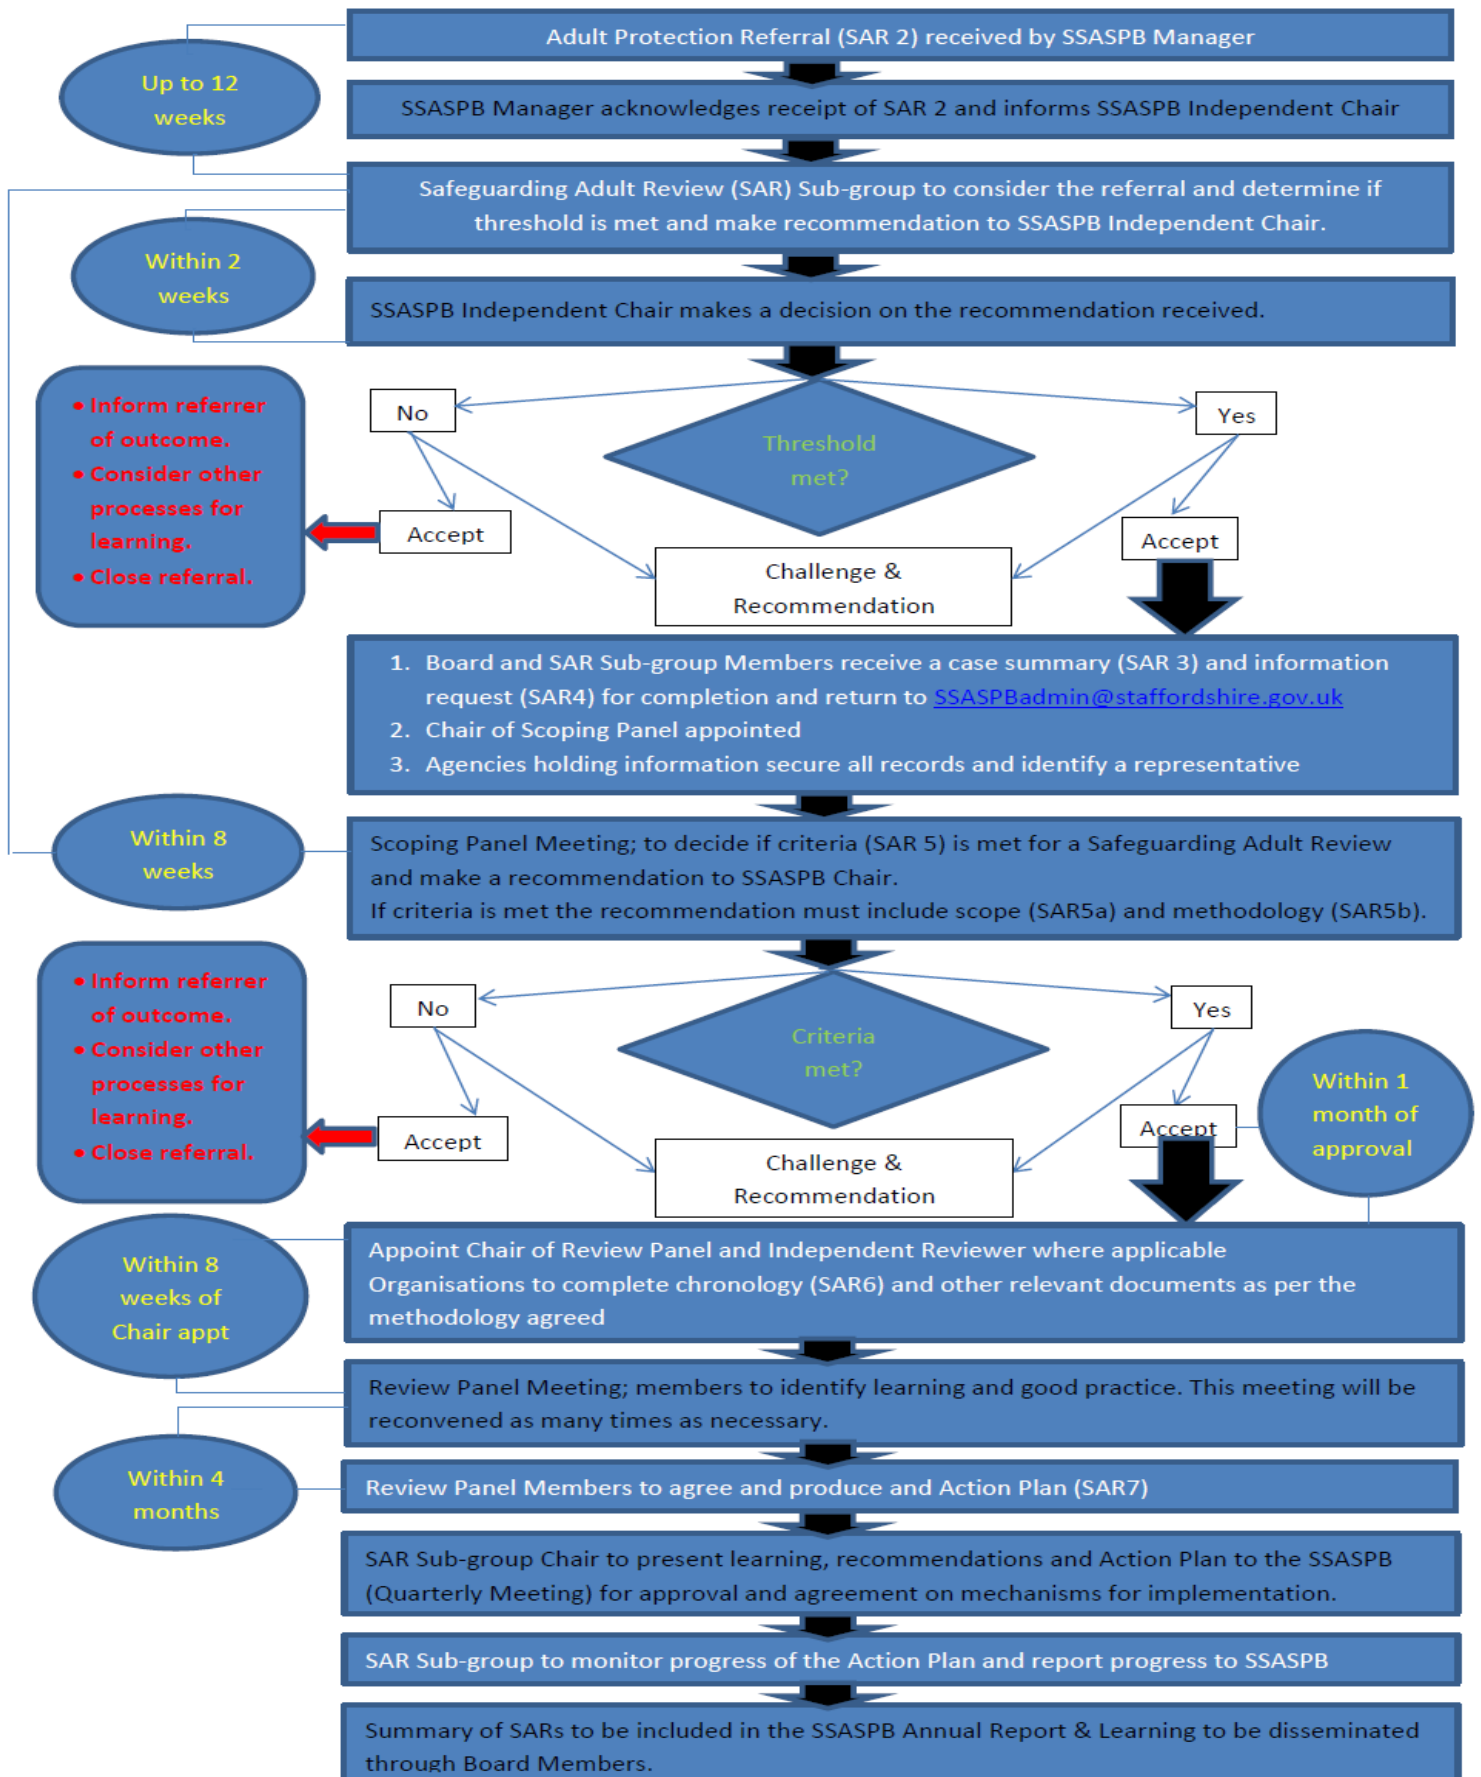 Adult Protection Referral (SAR 2) received by SSASPB Manager
Up to 12
weeks
SSASPB Manager acknowledges receipt of SAR 2 and informs SSASPB Independent Chair
Safeguarding Adult Review (SAR) Sub-group to consider the referral and determine if
threshold is met and make recommendation to SSASPB Independent Chair.
Within 2
weeks
SSASPB Independent Chair makes a decision on the recommendation received.
• Inform referrer
of outcome.
• Consider other
processes for
learning.
• Close referral.
No
Threshold
met?
Yes
Accept
Challenge &
Recommendation
Accept
1. Board and SAR Sub-group Members receive a case summary (SAR 3) and information
request (SAR4) for completion and return to SSASPBadmin@staffordshire.gov.uk
2. Chair of Scoping Panel appointed
3. Agencies holding information secure all records and identify a representative
Within 8
weeks
Scoping Panel Meeting; to decide if criteria (SAR 5) is met for a Safeguarding Adult Review
and make a recommendation to SSASPB Chair.
If criteria is met the recommendation must include scope (SAR5a) and methodology (SAR5b).
• Inform referrer
of outcome.
• Consider other
processes for
learning.
• Close referral.
No
Criteria
met?
Yes
Accept
Challenge &
Recommendation
Accept
Within 1
month of
approval
Within 8
weeks of
Chair appt
Appoint Chair of Review Panel and Independent Reviewer where applicable
Organisations to complete chronology (SAR6) and other relevant documents as per the
methodology agreed
Review Panel Meeting; members to identify learning and good practice. This meeting will be
reconvened as many times as necessary.
Within 4
months
Review Panel Members to agree and produce and Action Plan (SAR7)
SAR Sub-group Chair to present learning, recommendations and Action Plan to the SSASPB
(Quarterly Meeting) for approval and agreement on mechanisms for implementation.
SAR Sub-group to monitor progress of the Action Plan and report progress to SSASPB
Summary of SARs to be included in the SSASPB Annual Report & Learning to be disseminated
through Board Members.